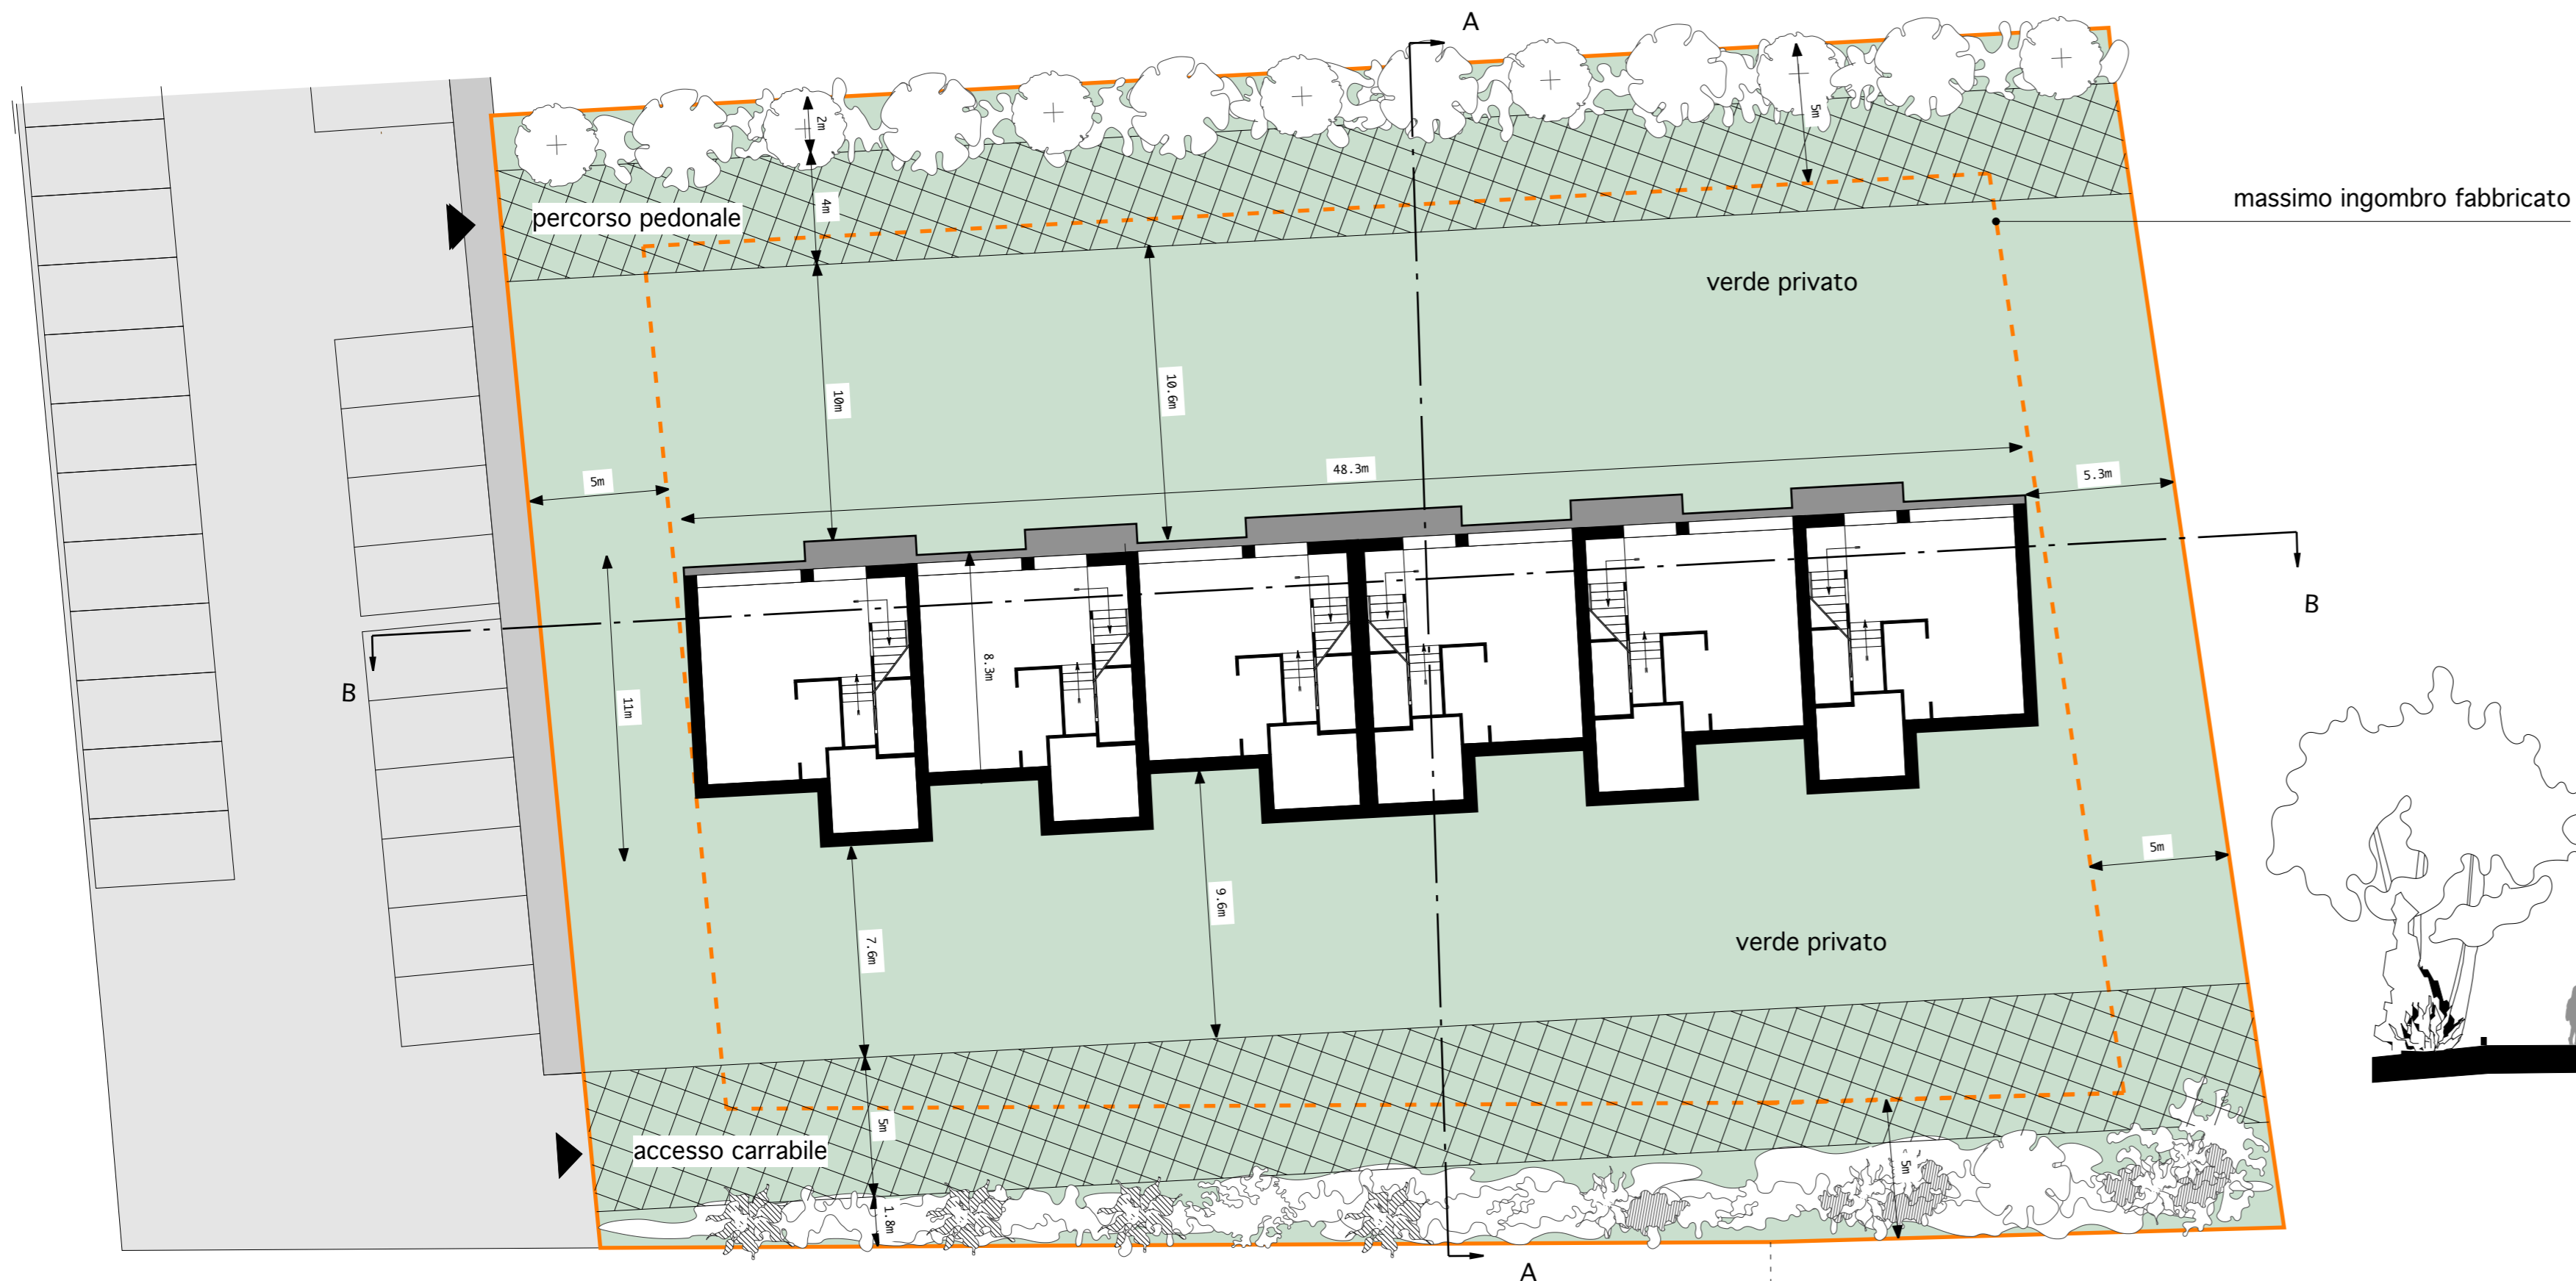 A
2m
5m
percorso pedonale
4m
massimo ingombro fabbricato
verde privato
10m
10.6m
48.3m
5m
5.3m
B
8.3m
B
11m
5m
9.6m
7.6m
verde privato
5m
accesso carrabile
5m
1.8m
A